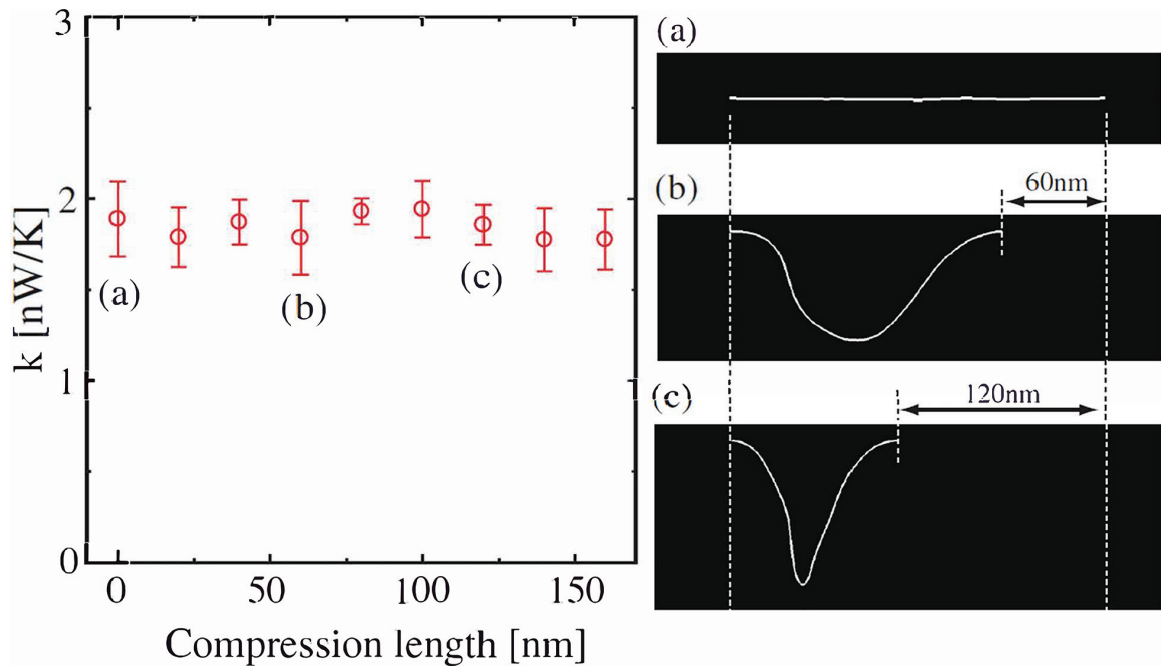 3
2
1
0
k [nW/K]
(a)
(b)
(c)
0
50
100
150
Compression length [nm]
(a)
(b)
60nm
(c)
120nm